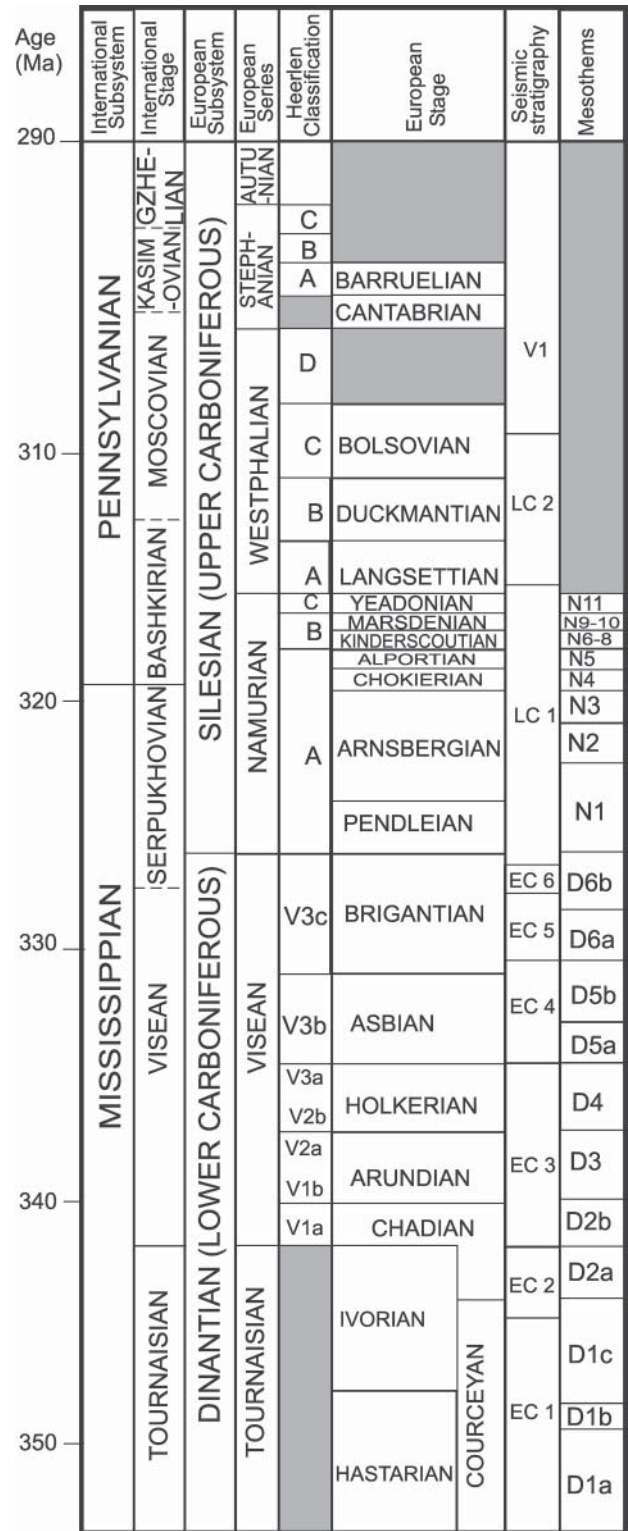 Age
(Ma)
International
Subsystem
International
Stage
European
Subsystem
European
Series
Heerlen
Classification
European
Stage
Seismic
stratigraphy
Mesothems
290
310
320
330
340
350
PENNSYLVANIAN
MISSISSIPPIAN
GZHE-
LIAN
KASIM
-OVIAN
MOSCOVIAN
BASHKIRIAN
SERPUKHOVIAN
VISEAN
TOURNAISIAN
SILESIAN (UPPER CARBONIFEROUS)
DINANTIAN (LOWER CARBONIFEROUS)
AUTU
-NIAN
STEPH-
ANIAN
WESTPHALIAN
NAMURIAN
VISEAN
TOURNAISIAN
C
B
A
D
C
B
A
C
B
A
V3c
V3b
V3a
V2b
V2a
V1b
V1a
BARRUELIAN
CANTABRIAN
BOLSOVIAN
DUCKMANTIAN
LANGSETTIAN
YEADONIAN
MARSDENIAN
KINDERSCOUTIAN
ALPORTIAN
CHOKIERIAN
ARNSBERGIAN
PENDLEIAN
BRIGANTIAN
ASBIAN
HOLKERIAN
ARUNDIAN
CHADIAN
IVORIAN
HASTARIAN
COURCEYAN
V1
LC 2
LC 1
EC 6
EC 5
EC 4
EC 3
EC 2
EC 1
N11
N9-10
N6-8
N5
N4
N3
N2
N1
D6b
D6a
D5b
D5a
D4
D3
D2b
D2a
D1c
D1b
D1a